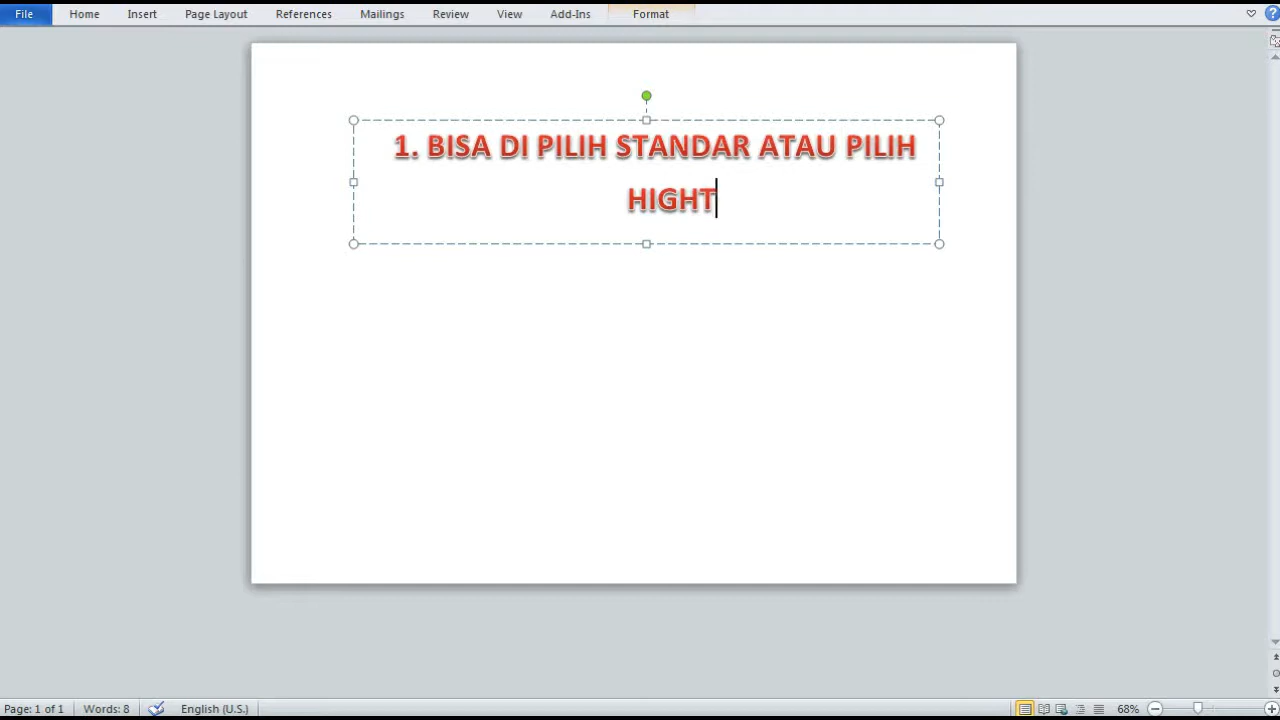 File Home Insert Page Layout References Mailings Review View Add-Ins Format
1. BISA DI PILIH STANDAR ATAU PILIH
HIGHT
Page: 1 of 1 Words: 8 English (U.S.) 68%